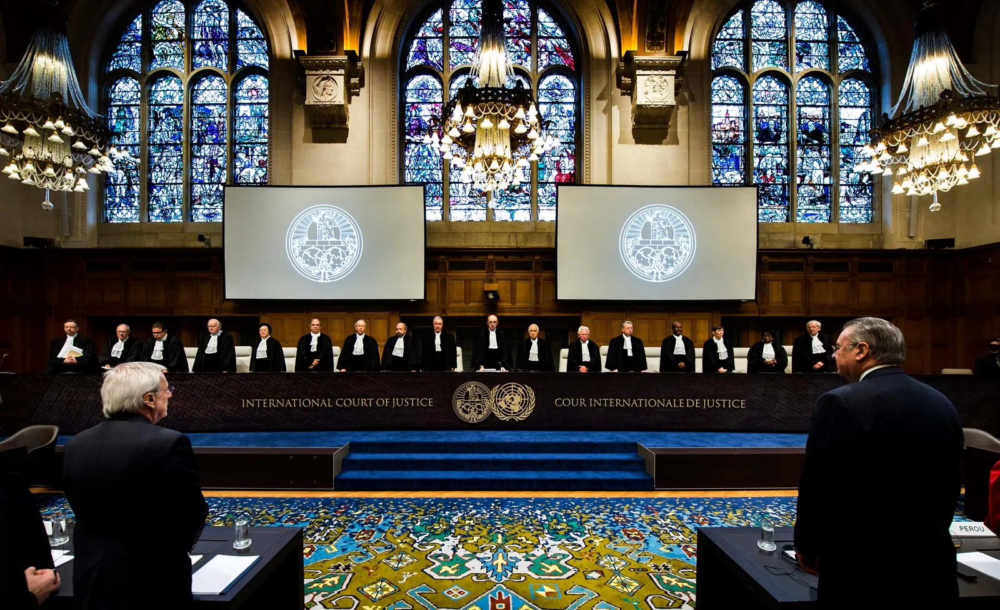 INTERNATIONAL COURT OF JUSTICE
COUR INTERNATIONALE DE JUSTICE
PEROU